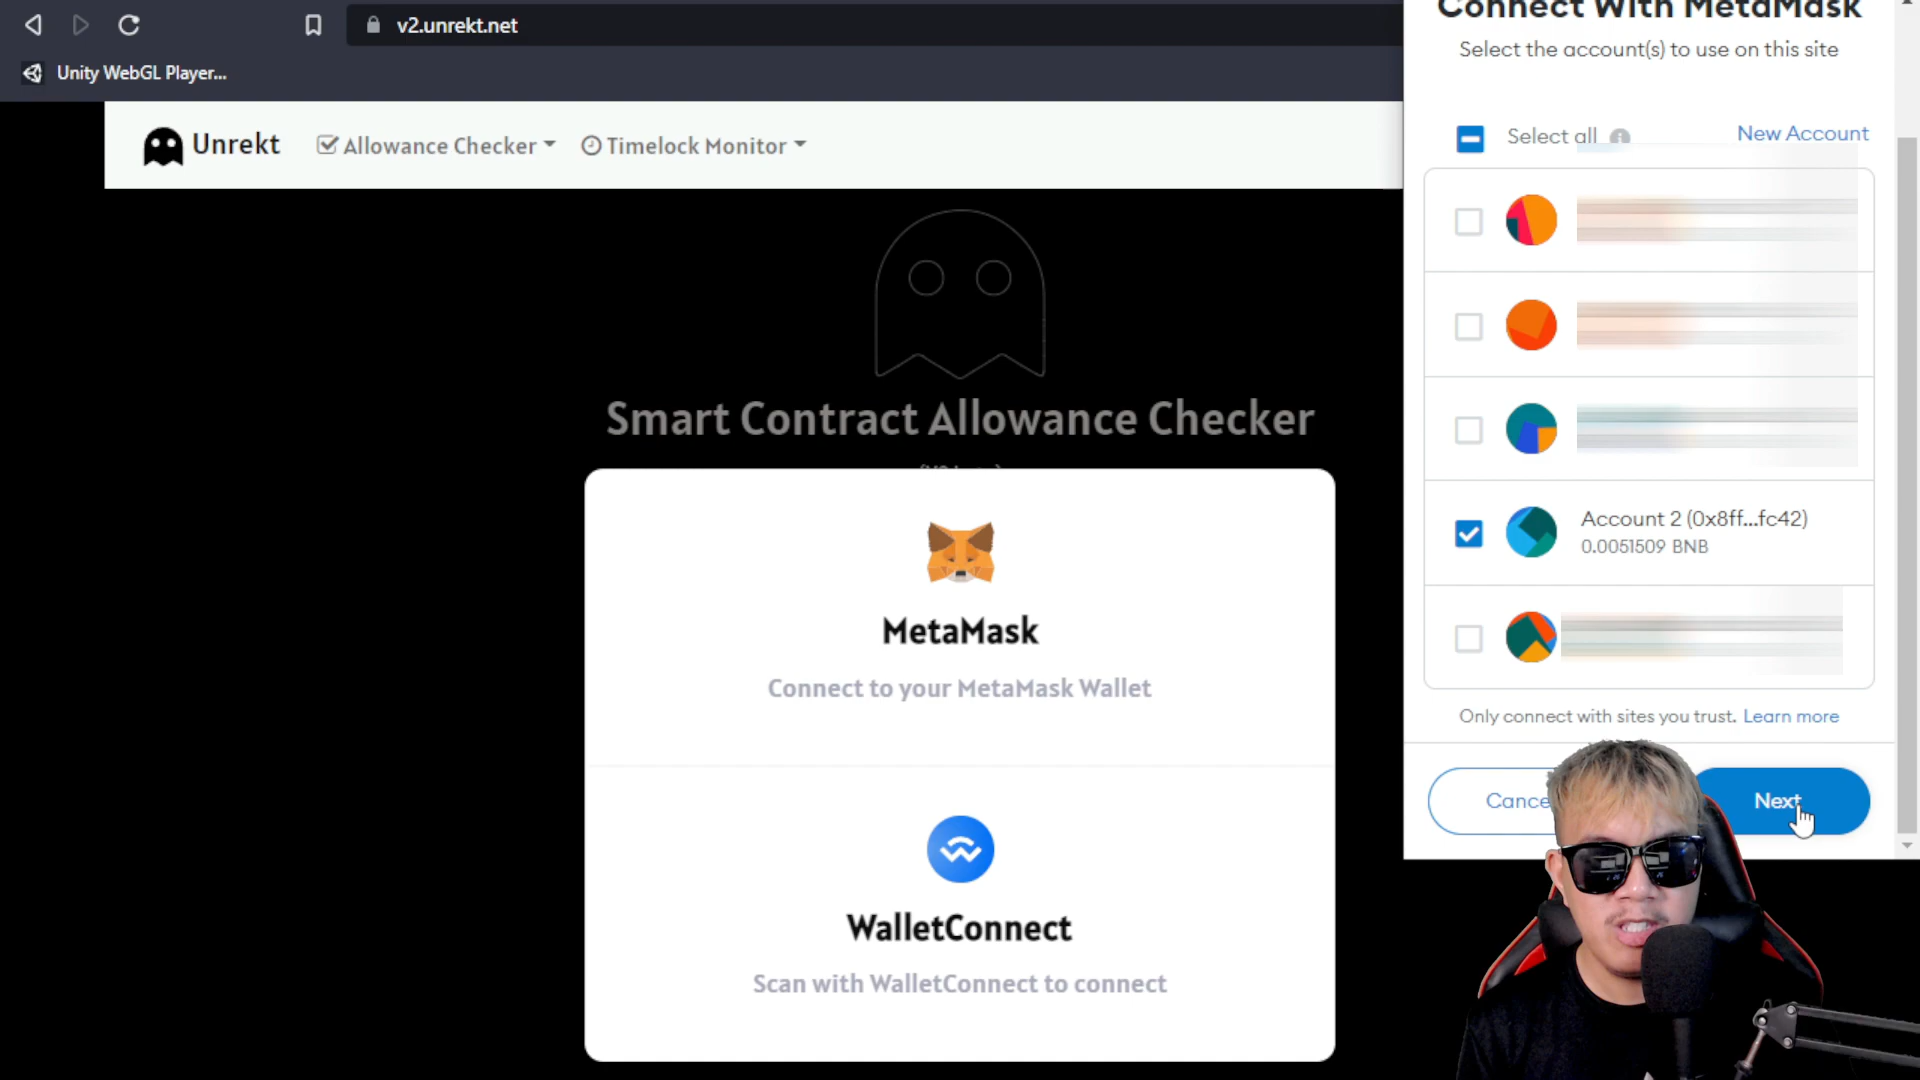 v2.unrekt.net
Unity WebGL Player...
Unrekt
Allowance Checker
Timelock Monitor
Smart Contract Allowance Checker
MetaMask
Connect to your MetaMask Wallet
WalletConnect
Scan with WalletConnect to connect
Connect With MetaMask
Select the account(s) to use on this site
Select all
New Account
Account 2 (0x8ff...fc42)
0.0051509 BNB
Only connect with sites you trust. Learn more
Next